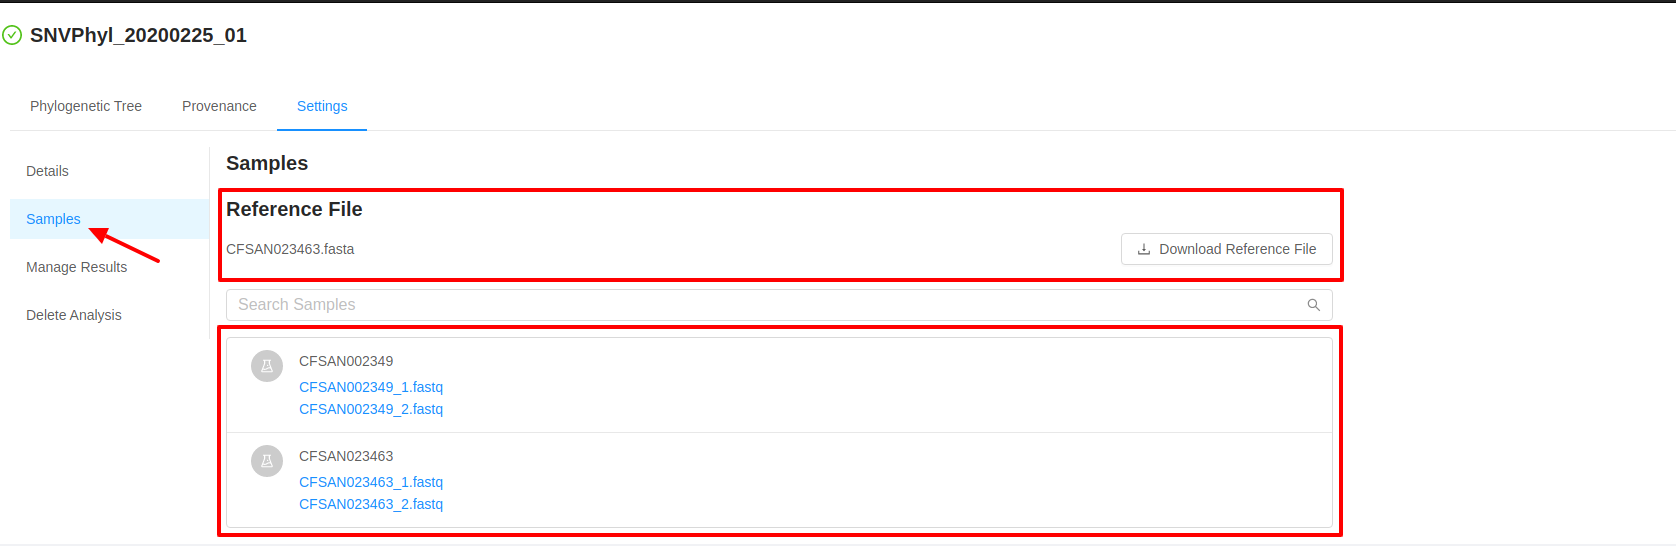 SNVPhyl_20200225_01
Phylogenetic Tree
Provenance
Settings
Details
Samples
Manage Results
Delete Analysis
Samples
Reference File
CFSAN023463.fasta
Download Reference File
Search Samples
CFSAN002349
CFSAN002349_1.fastq
CFSAN002349_2.fastq
CFSAN023463
CFSAN023463_1.fastq
CFSAN023463_2.fastq